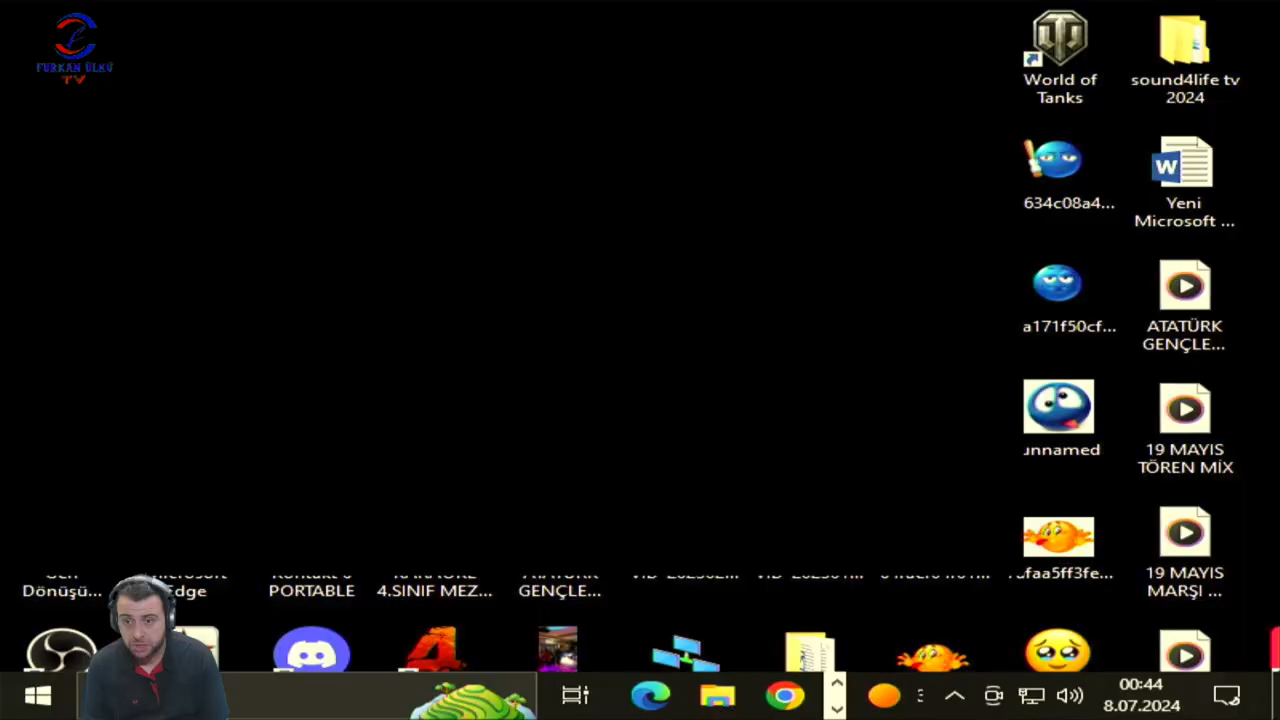 FURKAN ÜLKÜ
TV
World of
Tanks
sound4life tv
2024
634c08a4...
Yeni
Microsoft ...
a171f50cf...
ATATÜRK
GENÇLE...
unnamed
19 MAYIS
TÖREN MİX
19 MAYIS
MARŞI ...
Dönüşü...
Edge
PORTABLE
4.SINIF MEZ...
GENÇLE...
00:44
8.07.2024